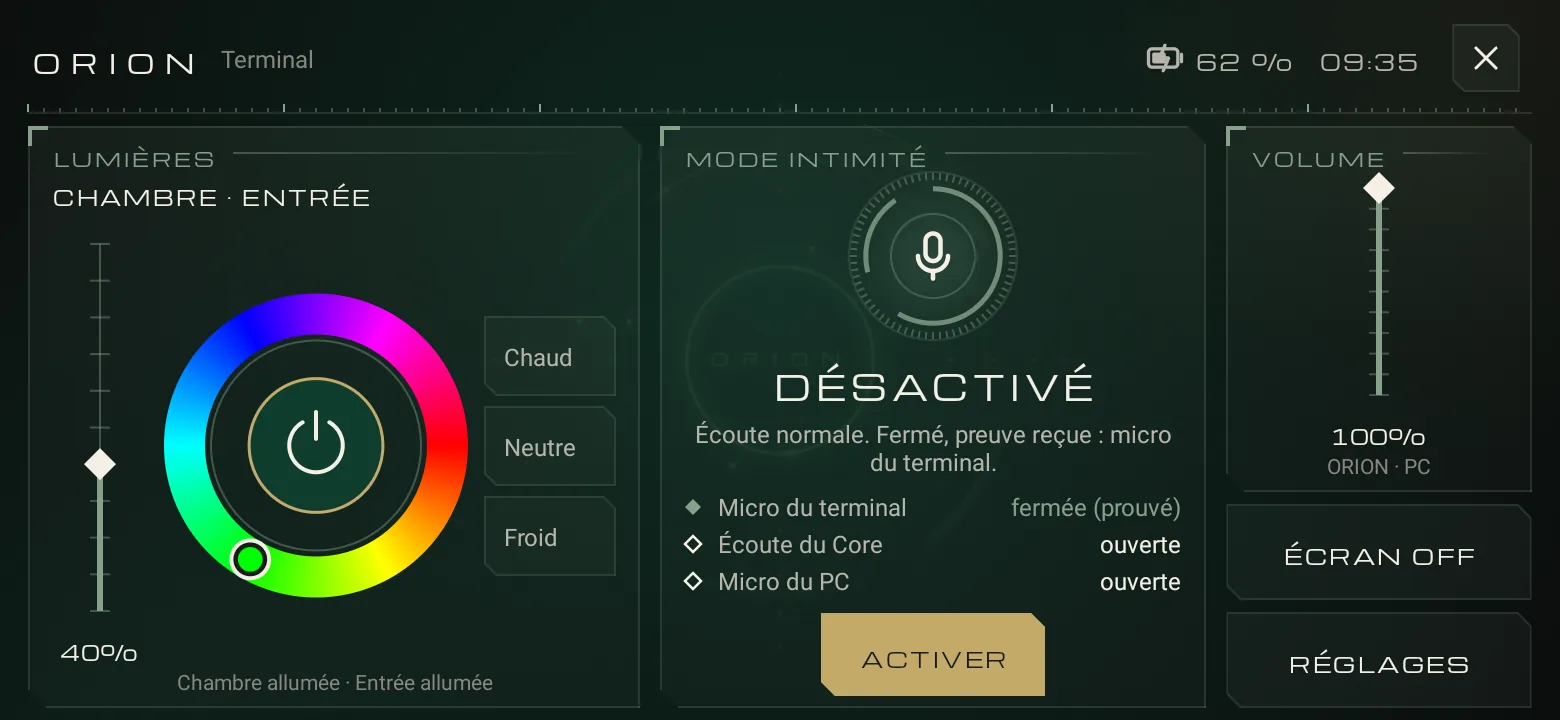 ORION Terminal
62 % 09:35
LUMIÈRES
CHAMBRE · ENTRÉE
Chaud
Neutre
Froid
40%
Chambre allumée · Entrée allumée
MODE INTIMITÉ
ORION
DÉSACTIVÉ
Écoute normale. Fermé, preuve reçue : micro
du terminal.
Micro du terminal fermée (prouvé)
Écoute du Core ouverte
Micro du PC ouverte
ACTIVER
VOLUME
100%
ORION · PC
ÉCRAN OFF
RÉGLAGES